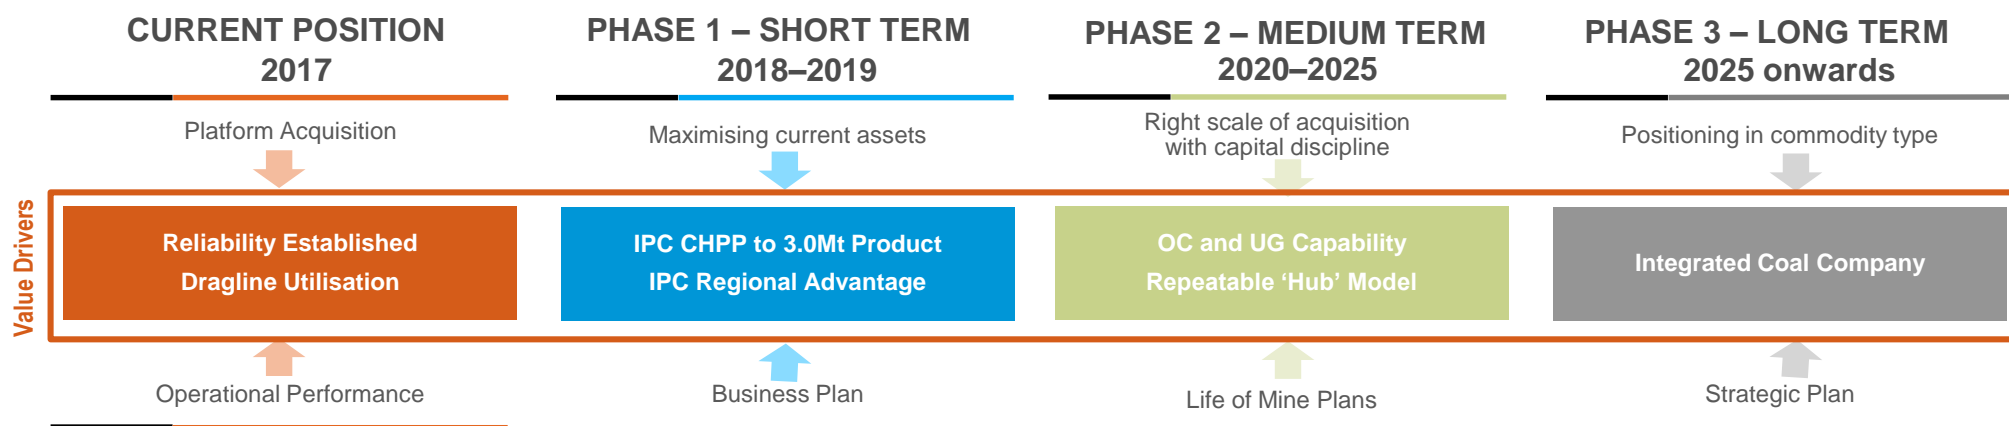 CURRENT POSITION
2017
PHASE 1 – SHORT TERM
2018–2019
PHASE 2 – MEDIUM TERM
2020–2025
PHASE 3 – LONG TERM
2025 onwards
Platform Acquisition
Maximising current assets
Right scale of acquisition
with capital discipline
Positioning in commodity type
Value Drivers
Reliability Established
Dragline Utilisation
IPC CHPP to 3.0Mt Product
IPC Regional Advantage
OC and UG Capability
Repeatable ‘Hub’ Model
Integrated Coal Company
Operational Performance
Business Plan
Life of Mine Plans
Strategic Plan